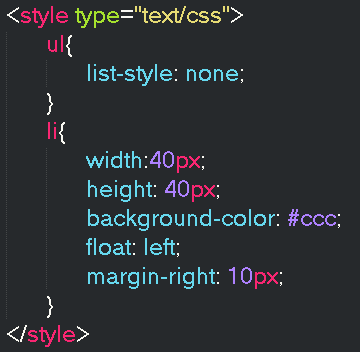 <style type="text/css">
ul{
list-style: none;
}
li{
width:40px;
height: 40px;
background-color: #ccc;
float: left;
margin-right: 10px;
}
</style>